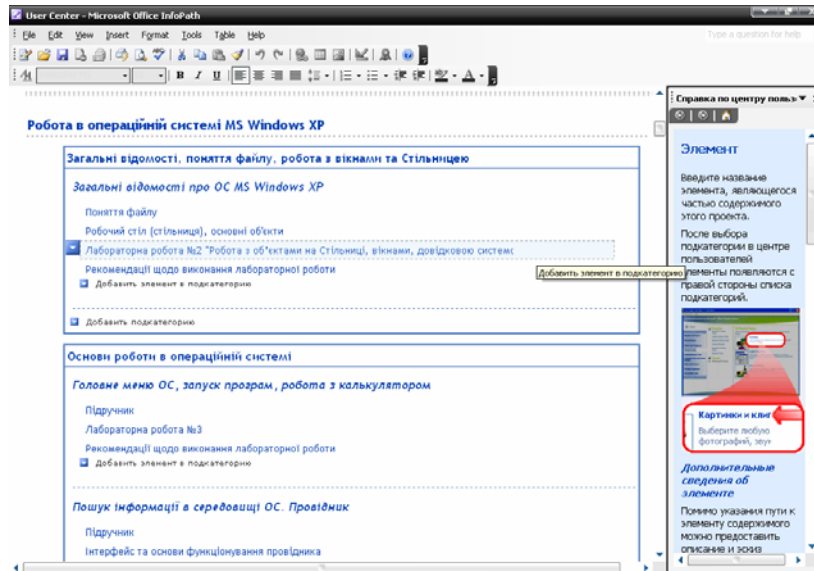 User Center - Microsoft Office InfoPath
File Edit View Insert Format Tools Table Help
Type a question for help
B I U
Робота в операційній системі MS Windows XP
Загальні відомості, поняття файлу, робота з вікнами та Стільницею
Загальні відомості про ОС MS Windows XP
Поняття файлу
Робочий стіл (стільниця), основні об'єкти
Лабораторна робота №2 "Робота з об'єктами на Стільниці, вікнами, довідковою системс
Рекомендації щодо виконання лабораторної роботи
Добавить элемент в подкатегорию
Добавить элемент в подкатегорию
Добавить подкатегорию
Основи роботи в операційній системі
Головне меню ОС, запуск програм, робота з калькулятором
Підручник
Лабораторна робота №3
Рекомендації щодо виконання лабораторної роботи
Добавить элемент в подкатегорию
Пошук інформації в середовищі ОС. Провідник
Підручник
Інтерфейс та основи функціонування провідника
Справка по центру польз
Элемент
Введите название
элемента, являющегося
частью содержимого
этого проекта.
После выбора
подкатегории в центре
пользователей
элементы появляются с
правой стороны списка
подкатегорий.
Картинки и клиг
Выберите любую
фотографий, зву
Дополнительные
сведения об
элементе
Помимо указания пути к
элементу содержимого
можно предоставить
описание и эскиз